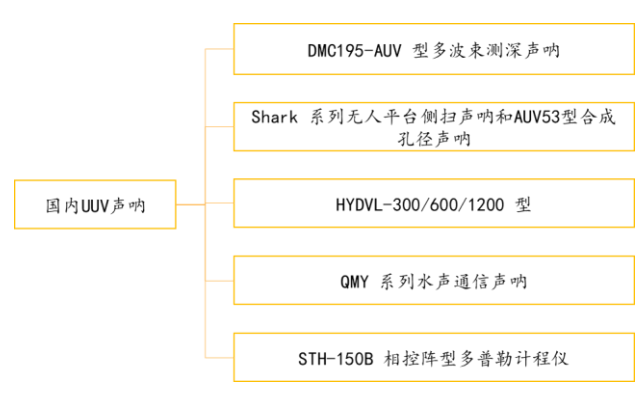 DMC195-AUV 型多波束测深声呐
Shark 系列无人平台侧扫声呐和AUV53型合成
孔径声呐
国内UUV声呐
HYDVL-300/600/1200 型
QMY 系列水声通信声呐
STH-150B 相控阵型多普勒计程仪